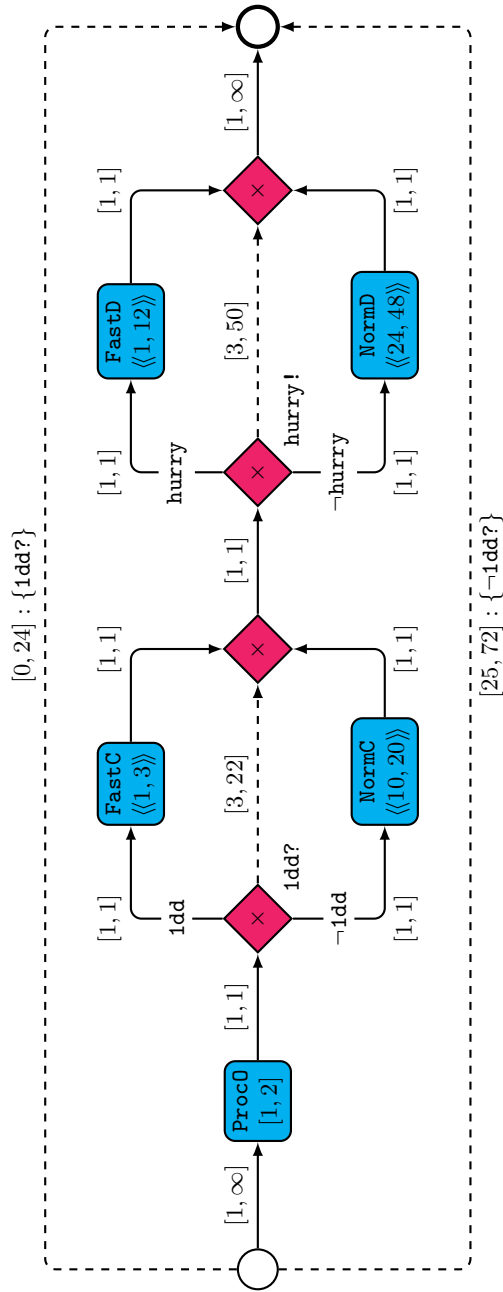 [0, 24] : {1dd?}
[1, 1]
FastC
⟪1, 3⟫
[1, 1]
[1, 1]
FastD
⟪1, 12⟫
[1, 1]
1dd
hurry
[1, ∞]
Proc0
[1, 2]
[1, 1]
×
[3, 22]
×
[1, 1]
×
[3, 50]
×
[1, ∞]
1dd?
hurry!
¬1dd
¬hurry
[1, 1]
NormC
⟪10, 20⟫
[1, 1]
[1, 1]
NormD
⟪24, 48⟫
[1, 1]
[25, 72] : {¬1dd?}